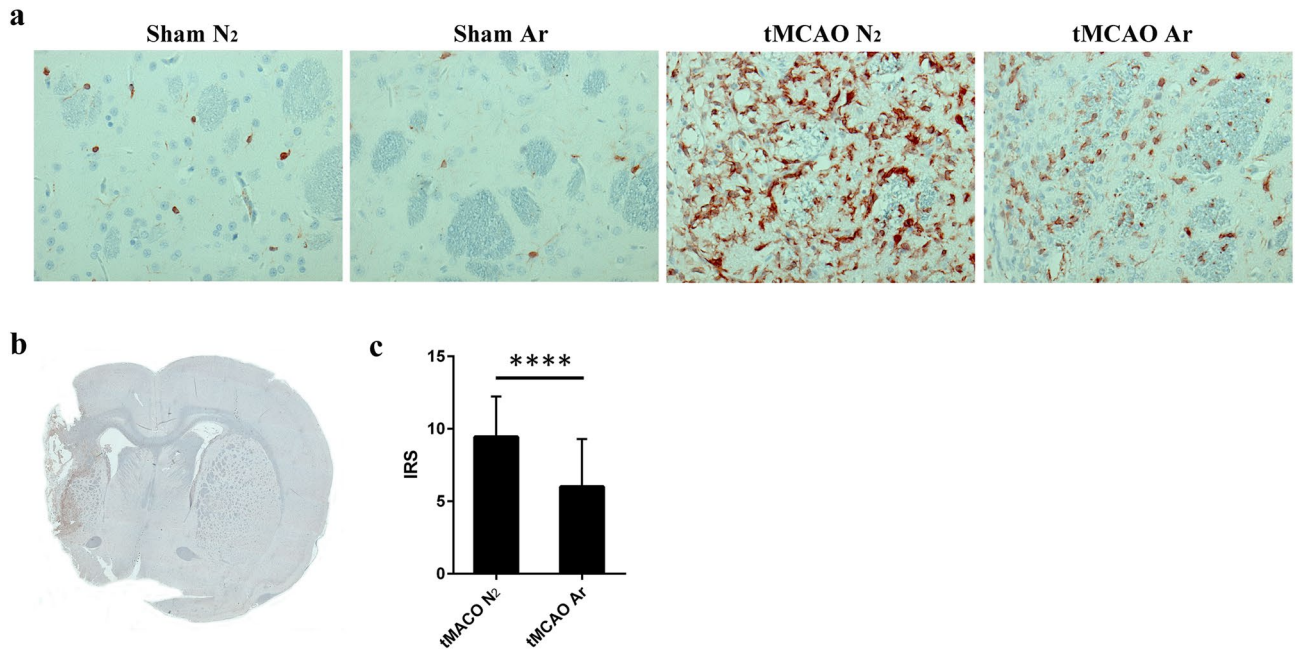 a
Sham N2
Sham Ar
tMCAO N2
tMCAO Ar
b
c
15
10
5
0
IRS
****
tMACO N2
tMCAO Ar